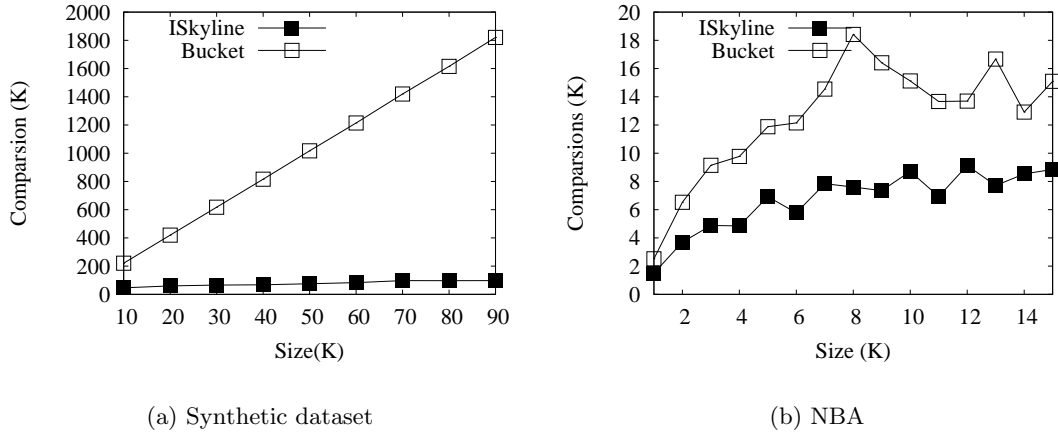 ISkyline
Bucket
2000
1800
1600
1400
1200
1000
800
600
400
200
0
Comparsion (K)
10 20 30 40 50 60 70 80 90
Size(K)
(a) Synthetic dataset
ISkyline
Bucket
20
18
16
14
12
10
8
6
4
2
0
Comparsions (K)
2 4 6 8 10 12 14
Size (K)
(b) NBA